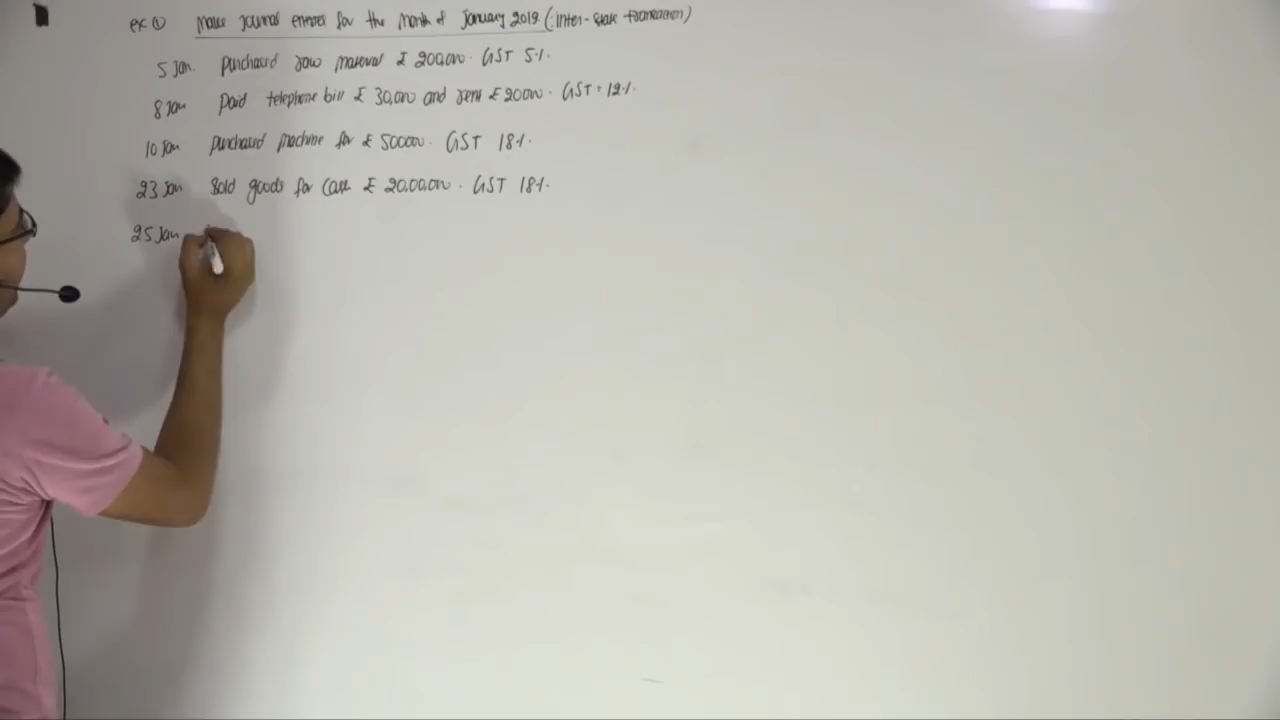 ex ① Make Journal entries for the Month of January 2019 (Inter-State transaction)
5 Jan. Purchased raw material ₹ 200,000. GST 5%.
8 Jan Paid telephone bill ₹ 30,000 and rent ₹ 20000. GST = 12%.
10 Jan Purchased Machine for ₹ 50000. GST 18%.
23 Jan Sold goods for Cash ₹ 20,00,000. GST 18%.
25 Jan